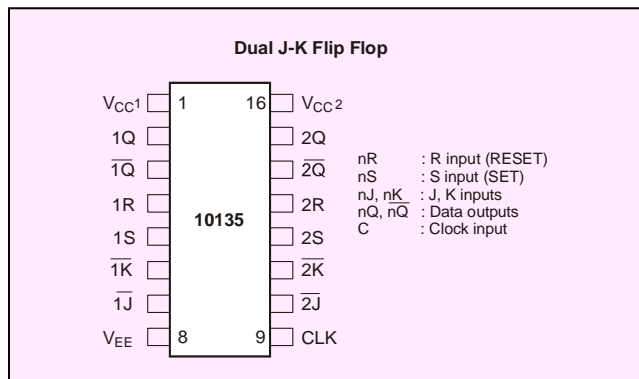 Dual J-K Flip Flop
VCC1 1 16 VCC2
1Q 2Q
1Q̅ 2Q̅
1R 2R
1S 10135 2S
1K̅ 2K̅
1J̅ 2J̅
VEE 8 9 CLK
nR : R input (RESET)
nS : S input (SET)
nJ, nK : J, K inputs
nQ, nQ̅ : Data outputs
C : Clock input